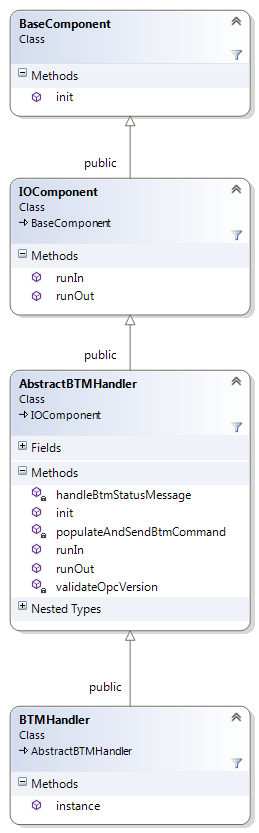 BaseComponent
Class
Methods
init
public
IOComponent
Class
BaseComponent
Methods
runIn
runOut
public
AbstractBTMHandler
Class
IOComponent
Fields
Methods
handleBtmStatusMessage
init
populateAndSendBtmCommand
runIn
runOut
validateOpcVersion
Nested Types
public
BTMHandler
Class
AbstractBTMHandler
Methods
instance